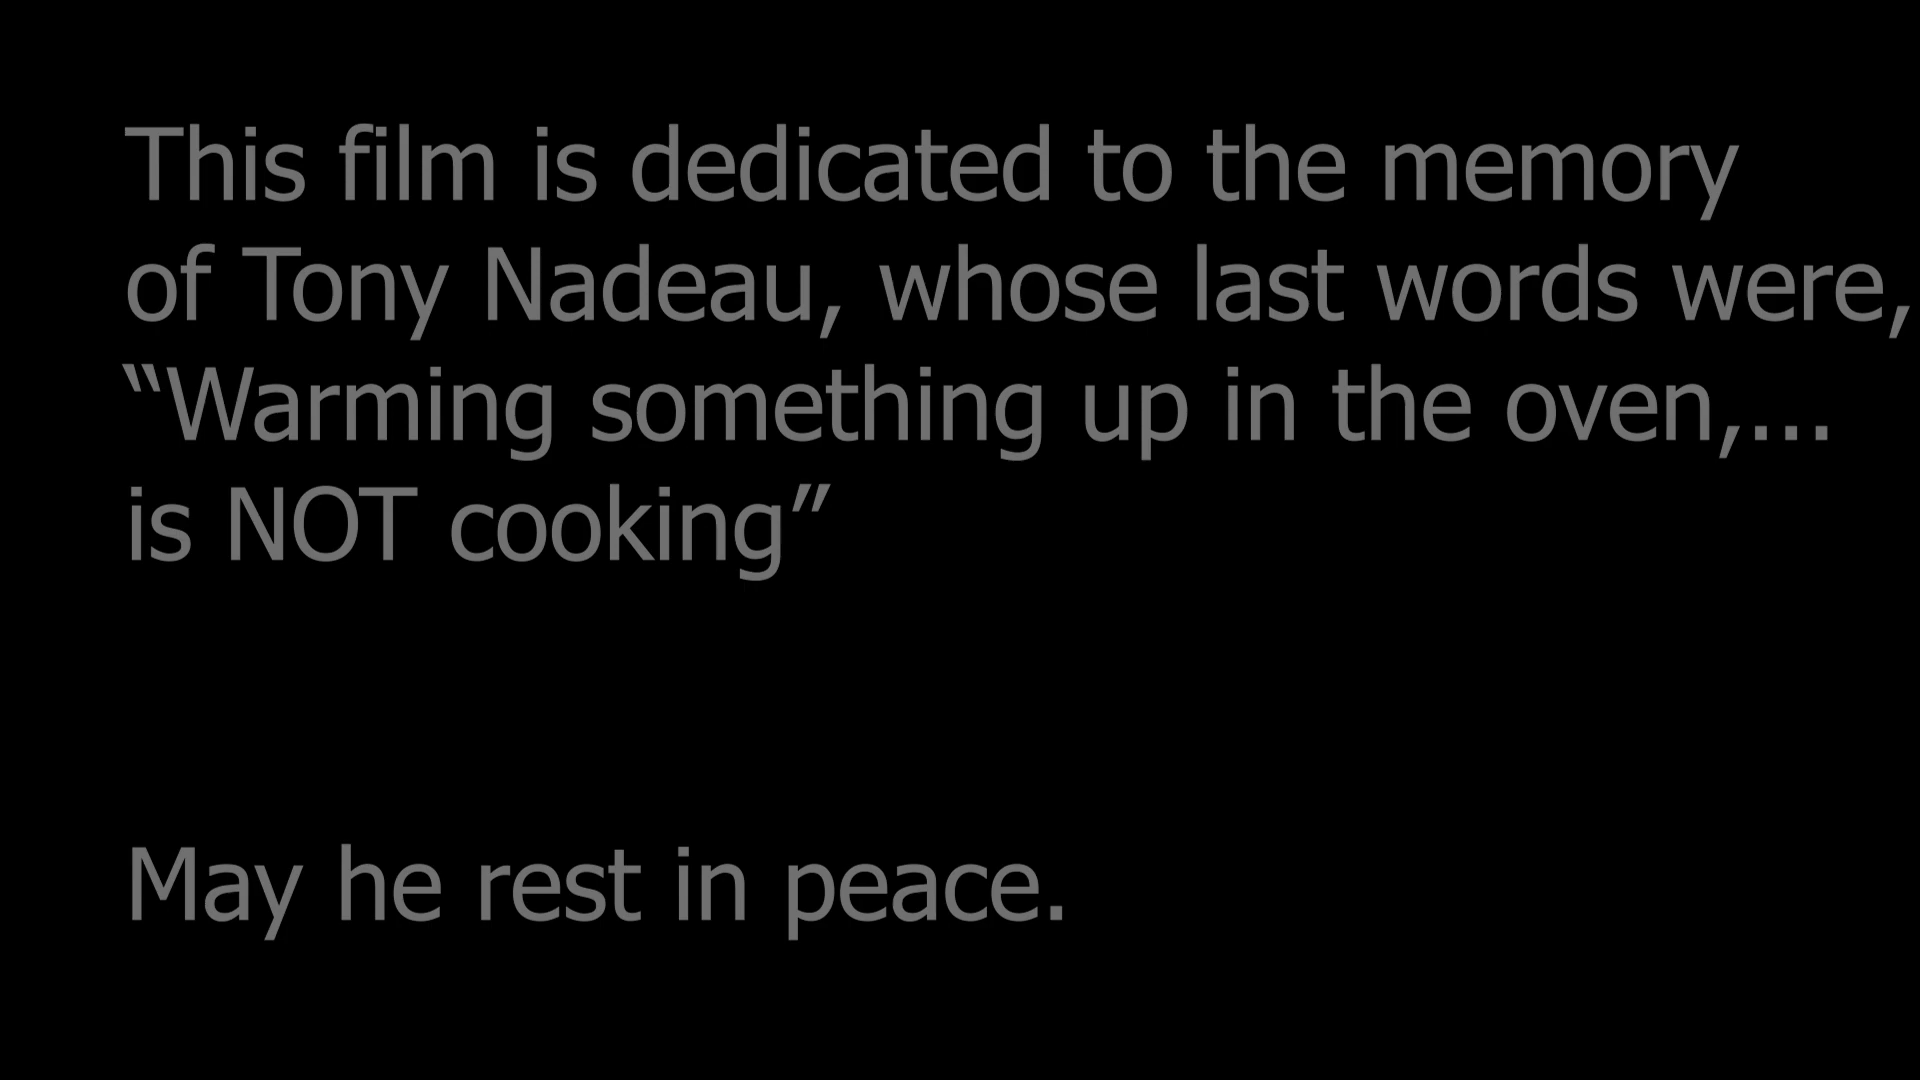 This film is dedicated to the memory
of Tony Nadeau, whose last words were,
“Warming something up in the oven,...
is NOT cooking”
May he rest in peace.